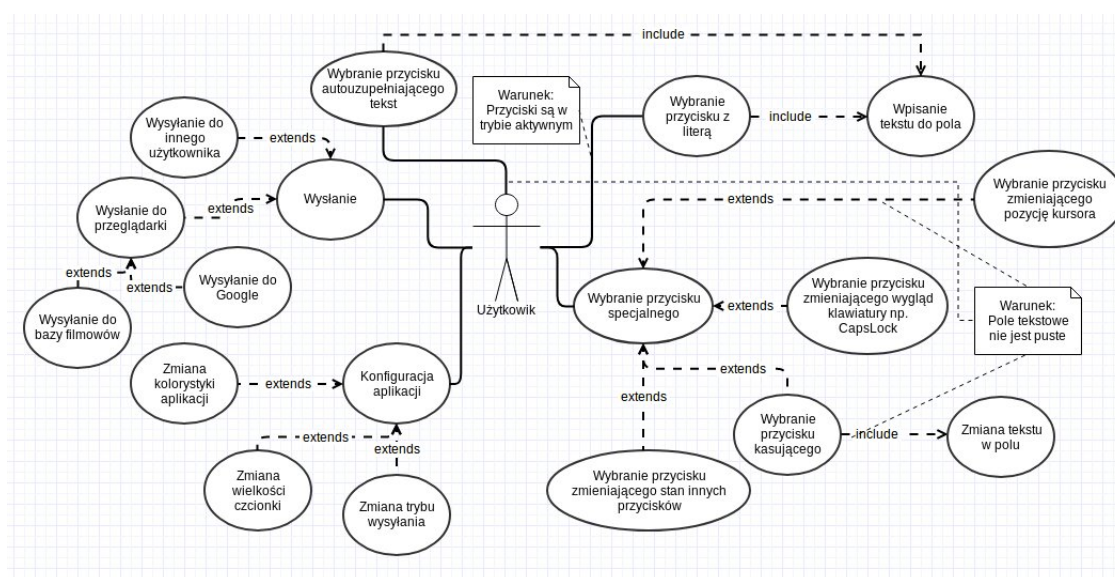 include
Wybranie przycisku
autouzupełniającego
tekst
Warunek:
Przyciski są w
trybie aktywnym
Wybranie
przycisku z
literą
include
Wpisanie
tekstu do pola
Wysyłanie do
innego
użytkownika
extends
Wysłanie
Wysłanie do
przeglądarki
extends
extends
extends
Wysyłanie do
Google
Wysyłanie do
bazy filmowów
Użytkowik
extends
Wybranie przycisku
zmieniającego
pozycję kursora
Wybranie przycisku
specjalnego
extends
Wybranie przycisku
zmieniającego wygląd
klawiatury np.
CapsLock
Warunek:
Pole tekstowe
nie jest puste
Zmiana
kolorystyki
aplikacji
extends
Konfiguracja
aplikacji
extends
extends
Zmiana
wielkości
czcionki
Zmiana trybu
wysyłania
extends
extends
Wybranie
przycisku
kasującego
include
Zmiana tekstu
w polu
Wybranie przycisku
zmieniającego stan innych
przycisków